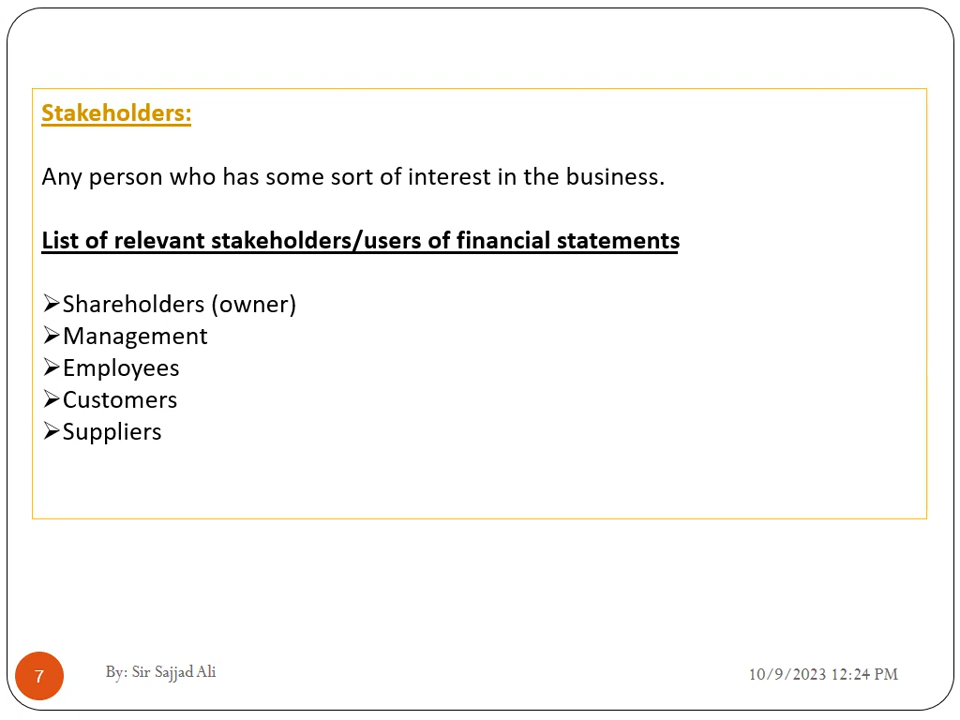 Stakeholders:
Any person who has some sort of interest in the business.
List of relevant stakeholders/users of financial statements
➢Shareholders (owner)
➢Management
➢Employees
➢Customers
➢Suppliers
7
By: Sir Sajjad Ali
10/9/2023 12:24 PM